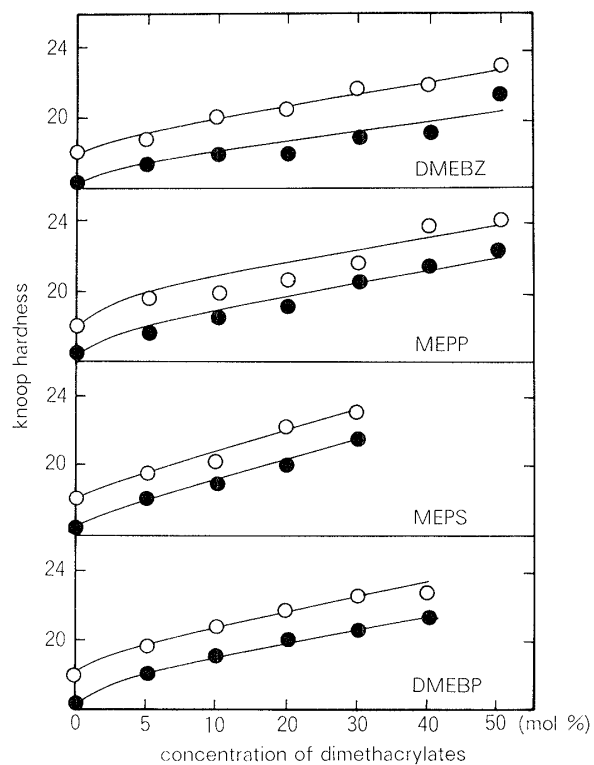 24
20
DMEBZ
24
20
MEPP
24
20
MEPS
24
20
DMEBP
knoop hardness
0 5 10 20 30 40 50 (mol %)
concentration of dimethacrylates